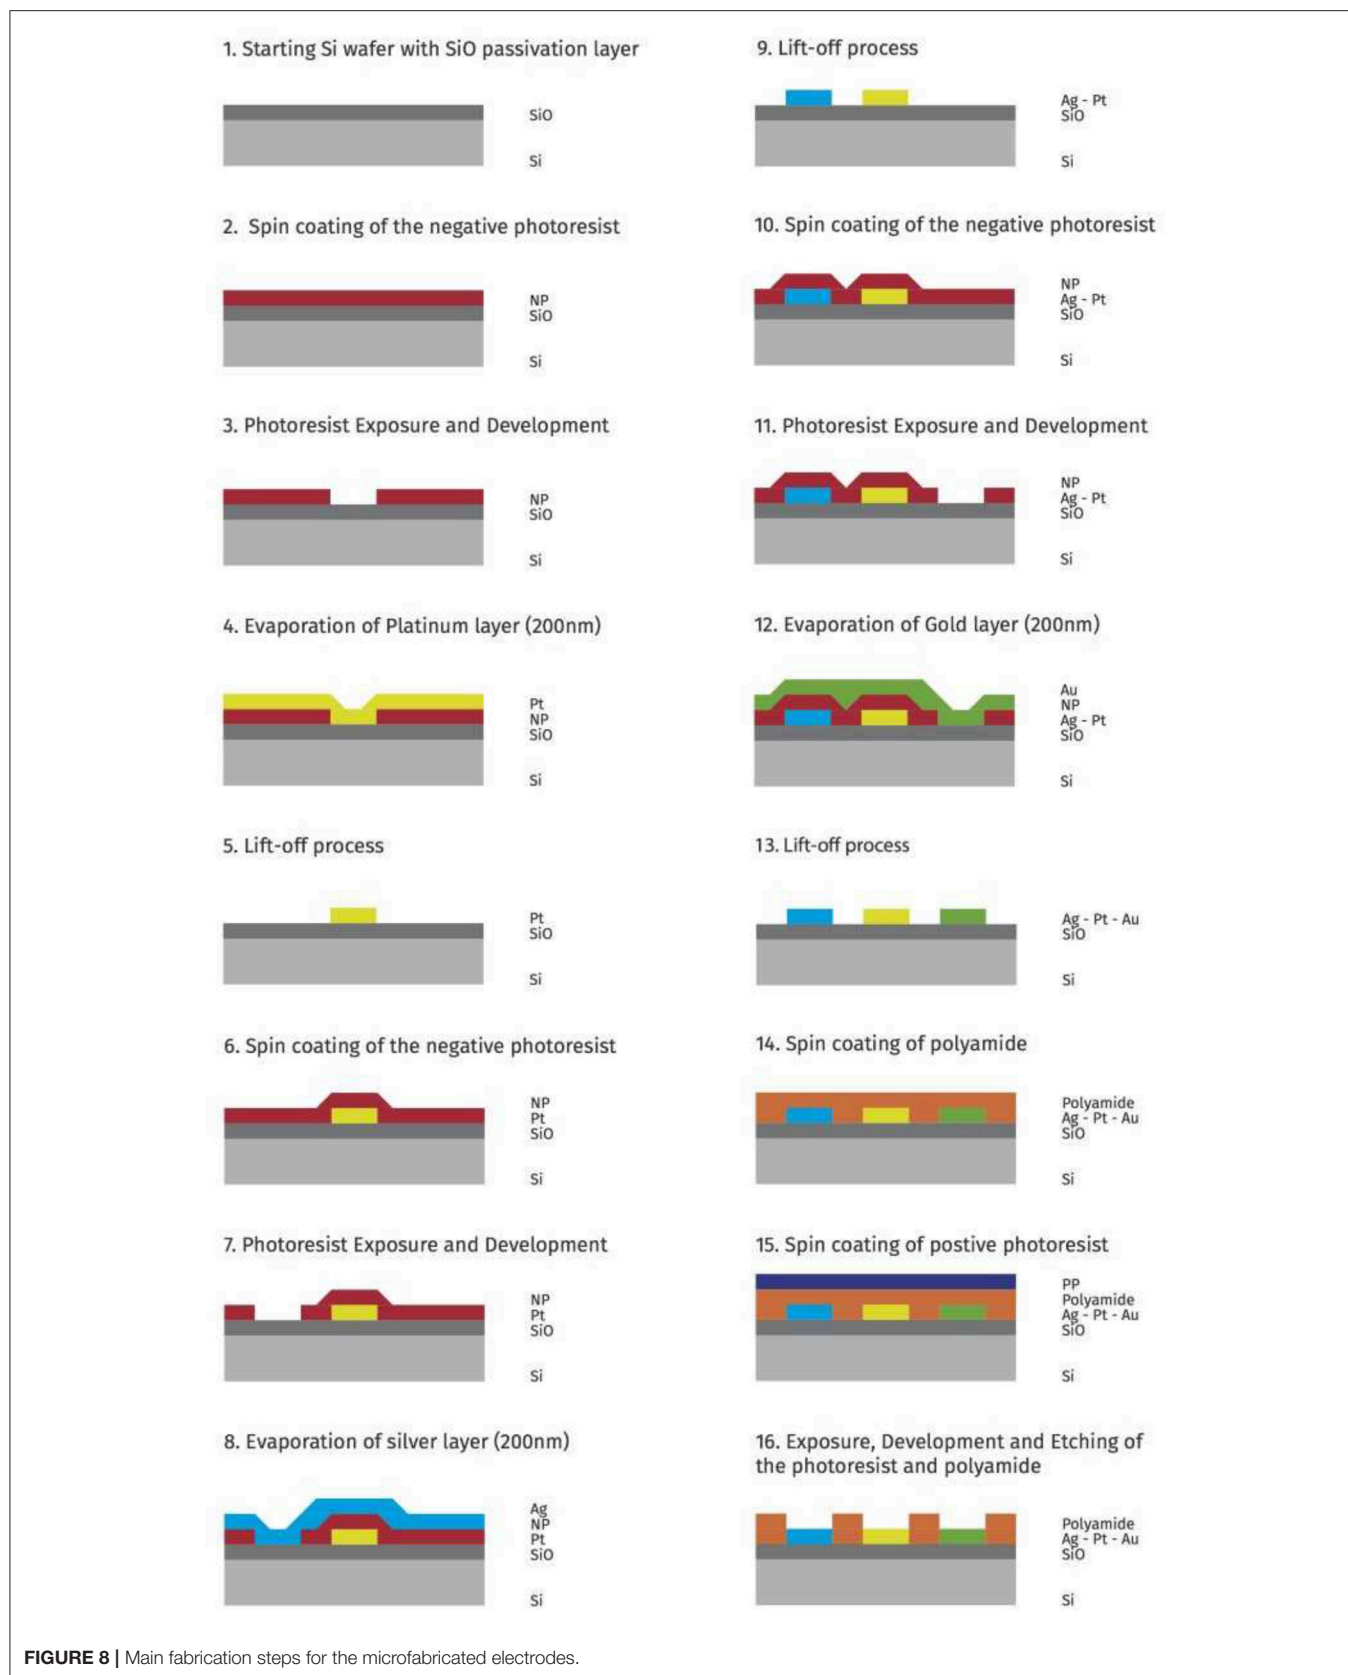 1. Starting Si wafer with SiO passivation layer
SiO
Si
2. Spin coating of the negative photoresist
NP
SiO
Si
3. Photoresist Exposure and Development
NP
SiO
Si
4. Evaporation of Platinum layer (200nm)
Pt
NP
SiO
Si
5. Lift-off process
Pt
SiO
Si
6. Spin coating of the negative photoresist
NP
Pt
SiO
Si
7. Photoresist Exposure and Development
NP
Pt
SiO
Si
8. Evaporation of silver layer (200nm)
Ag
NP
Pt
SiO
Si
9. Lift-off process
Ag - Pt
SiO
Si
10. Spin coating of the negative photoresist
NP
Ag - Pt
SiO
Si
11. Photoresist Exposure and Development
NP
Ag - Pt
SiO
Si
12. Evaporation of Gold layer (200nm)
Au
NP
Ag - Pt
SiO
Si
13. Lift-off process
Ag - Pt - Au
SiO
Si
14. Spin coating of polyamide
Polyamide
Ag - Pt - Au
SiO
Si
15. Spin coating of postive photoresist
PP
Polyamide
Ag - Pt - Au
SiO
Si
16. Exposure, Development and Etching of
the photoresist and polyamide
Polyamide
Ag - Pt - Au
SiO
Si
FIGURE 8 | Main fabrication steps for the microfabricated electrodes.